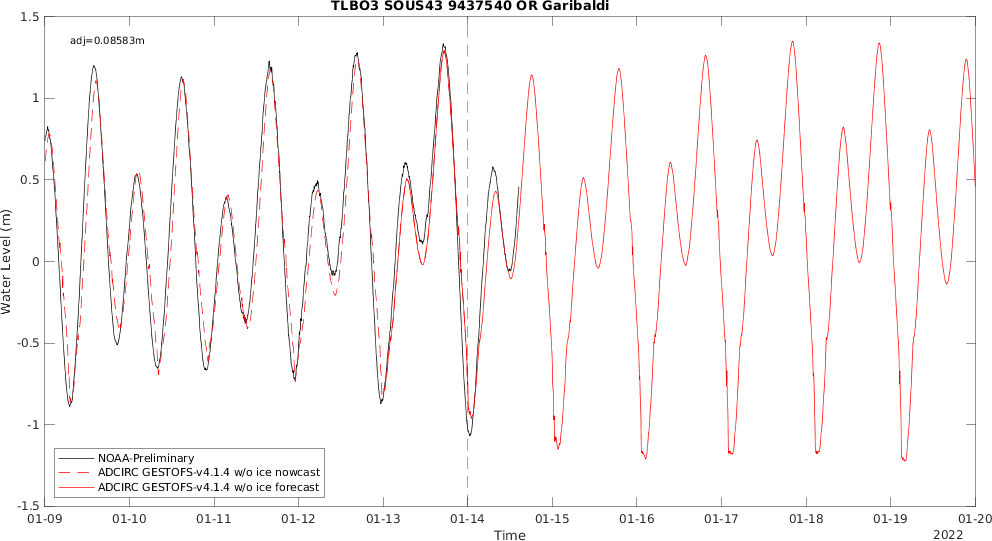 TLBO3 SOUS43 9437540 OR Garibaldi
adj=0.08583m
1.5
1
0.5
0
-0.5
-1
-1.5
Water Level (m)
NOAA-Preliminary
ADCIRC GESTOFS-v4.1.4 w/o ice nowcast
ADCIRC GESTOFS-v4.1.4 w/o ice forecast
01-09 01-10 01-11 01-12 01-13 01-14 01-15 01-16 01-17 01-18 01-19 01-20
Time
2022